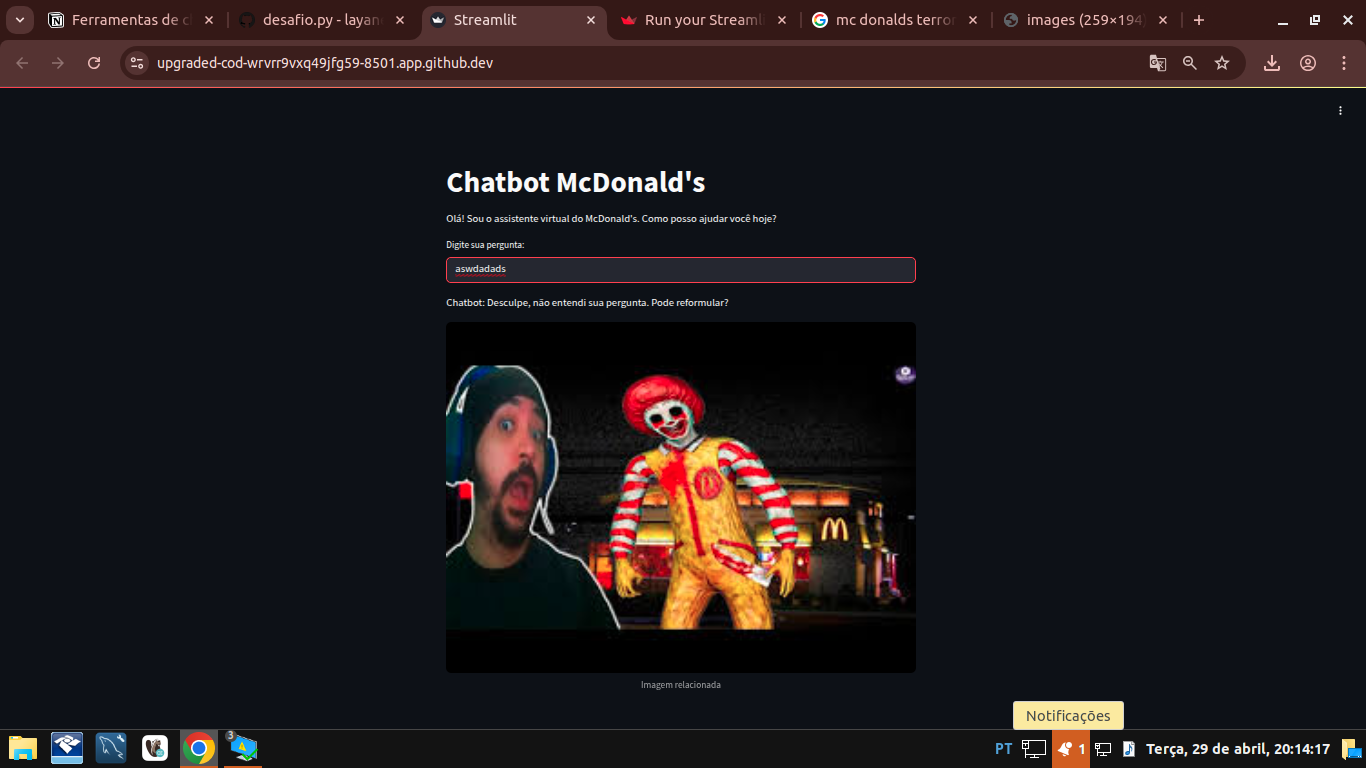 Ferramentas de c
desafio.py - layan
Streamlit
Run your Streaml
mc donalds terror
images (259×194)
upgraded-cod-wrvrr9vxq49jfg59-8501.app.github.dev
Chatbot McDonald's
Olá! Sou o assistente virtual do McDonald's. Como posso ajudar você hoje?
Digite sua pergunta:
aswdadads
Chatbot: Desculpe, não entendi sua pergunta. Pode reformular?
Imagem relacionada
Notificações
3
PT
1
Terça, 29 de abril, 20:14:17